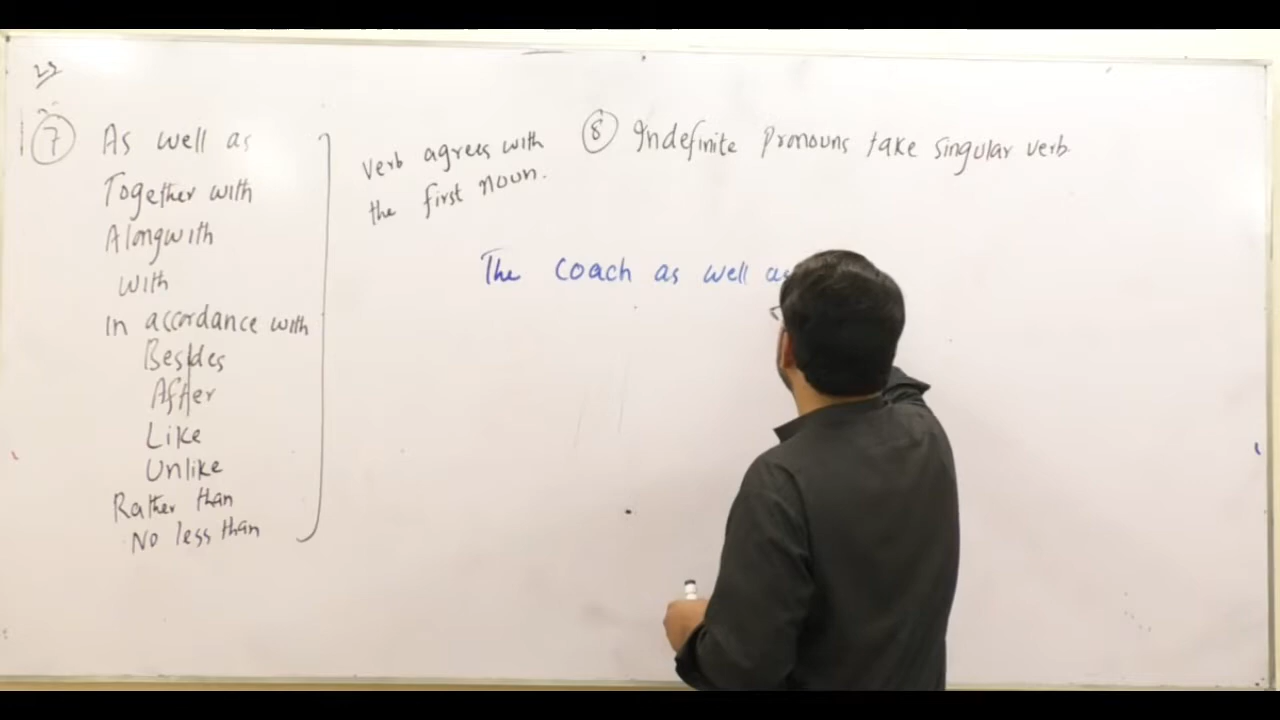 7 As well as
Together with
Alongwith
with
In accordance with
Besides
After
Like
Unlike
Rather than
No less than
Verb agrees with
the first noun.
8 Indefinite pronouns take singular verb
The coach as well as